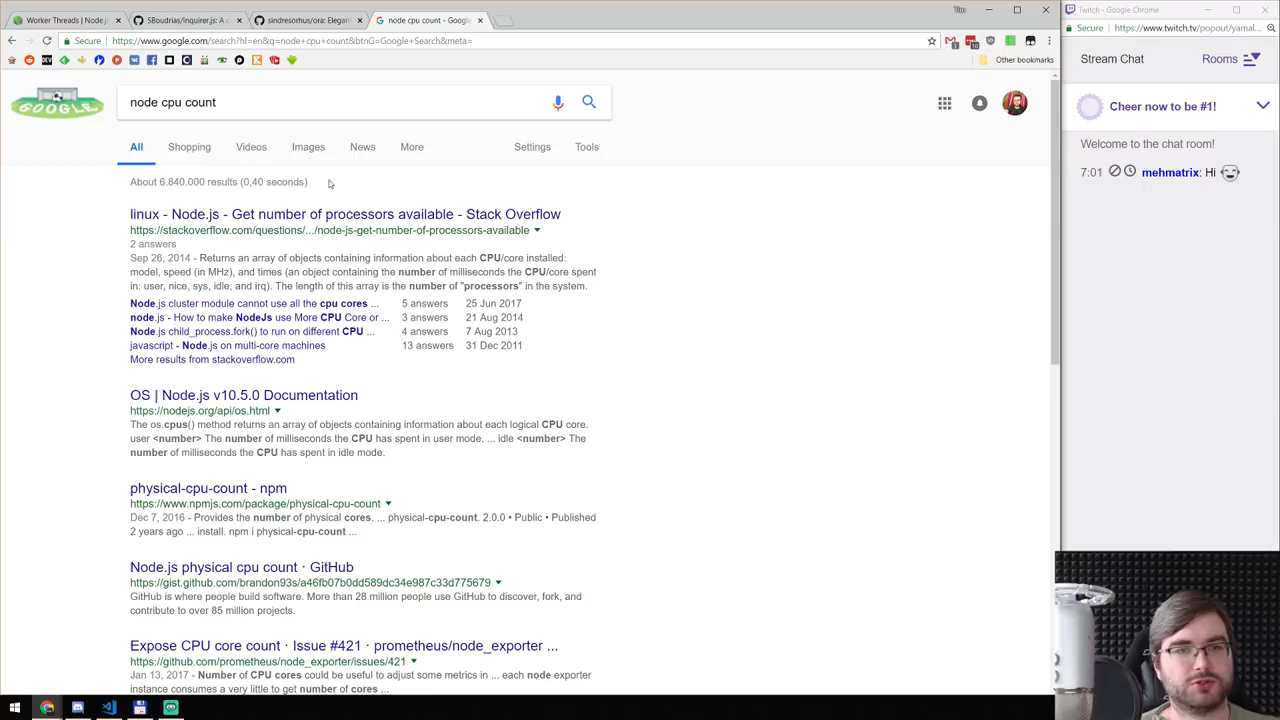 Worker Threads | Node.js
SBoudrias/Inquirer.js: A c
sindresorhus/ora: Elegan
node cpu count - Google
Tim
Twitch - Google Chrome
Secure
https://www.google.com/search?hl=en&q=node+cpu+count&btnG=Google+Search&meta=
Secure
https://www.twitch.tv/popout/yamal...
Other bookmarks
Stream Chat
Rooms
GOOGLE
node cpu count
Cheer now to be #1!
All
Shopping
Videos
Images
News
More
Settings
Tools
Welcome to the chat room!
7:01 mehmatrix: Hi
About 6.840.000 results (0,40 seconds)
linux - Node.js - Get number of processors available - Stack Overflow
https://stackoverflow.com/questions/.../node-js-get-number-of-processors-available
2 answers
Sep 26, 2014 - Returns an array of objects containing information about each CPU/core installed:
model, speed (in MHz), and times (an object containing the number of milliseconds the CPU/core spent
in: user, nice, sys, idle, and irq). The length of this array is the number of "processors" in the system.
Node.js cluster module cannot use all the cpu cores ... 5 answers 25 Jun 2017
node.js - How to make NodeJs use More CPU Core or ... 3 answers 21 Aug 2014
Node.js child_process.fork() to run on different CPU ... 4 answers 7 Aug 2013
javascript - Node.js on multi-core machines 13 answers 31 Dec 2011
More results from stackoverflow.com
OS | Node.js v10.5.0 Documentation
https://nodejs.org/api/os.html
The os.cpus() method returns an array of objects containing information about each logical CPU core.
user <number> The number of milliseconds the CPU has spent in user mode. ... idle <number> The
number of milliseconds the CPU has spent in idle mode.
physical-cpu-count - npm
https://www.npmjs.com/package/physical-cpu-count
Dec 7, 2016 - Provides the number of physical cores. ... physical-cpu-count. 2.0.0 • Public • Published
2 years ago ... install. npm i physical-cpu-count ...
Node.js physical cpu count · GitHub
https://gist.github.com/brandon93s/a46fb07b0dd589dc34e987c33d775679
GitHub is where people build software. More than 28 million people use GitHub to discover, fork, and
contribute to over 85 million projects.
Expose CPU core count · Issue #421 · prometheus/node_exporter ...
https://github.com/prometheus/node_exporter/issues/421
Jan 13, 2017 - Number of CPU cores could be useful to adjust some metrics in ... each node exporter
instance consumes a very little to get number of cores ...